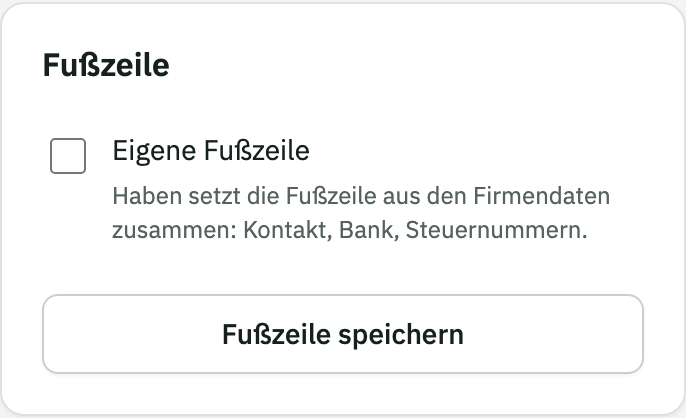 Fußzeile
Eigene Fußzeile
Haben setzt die Fußzeile aus den Firmendaten
zusammen: Kontakt, Bank, Steuernummern.
Fußzeile speichern